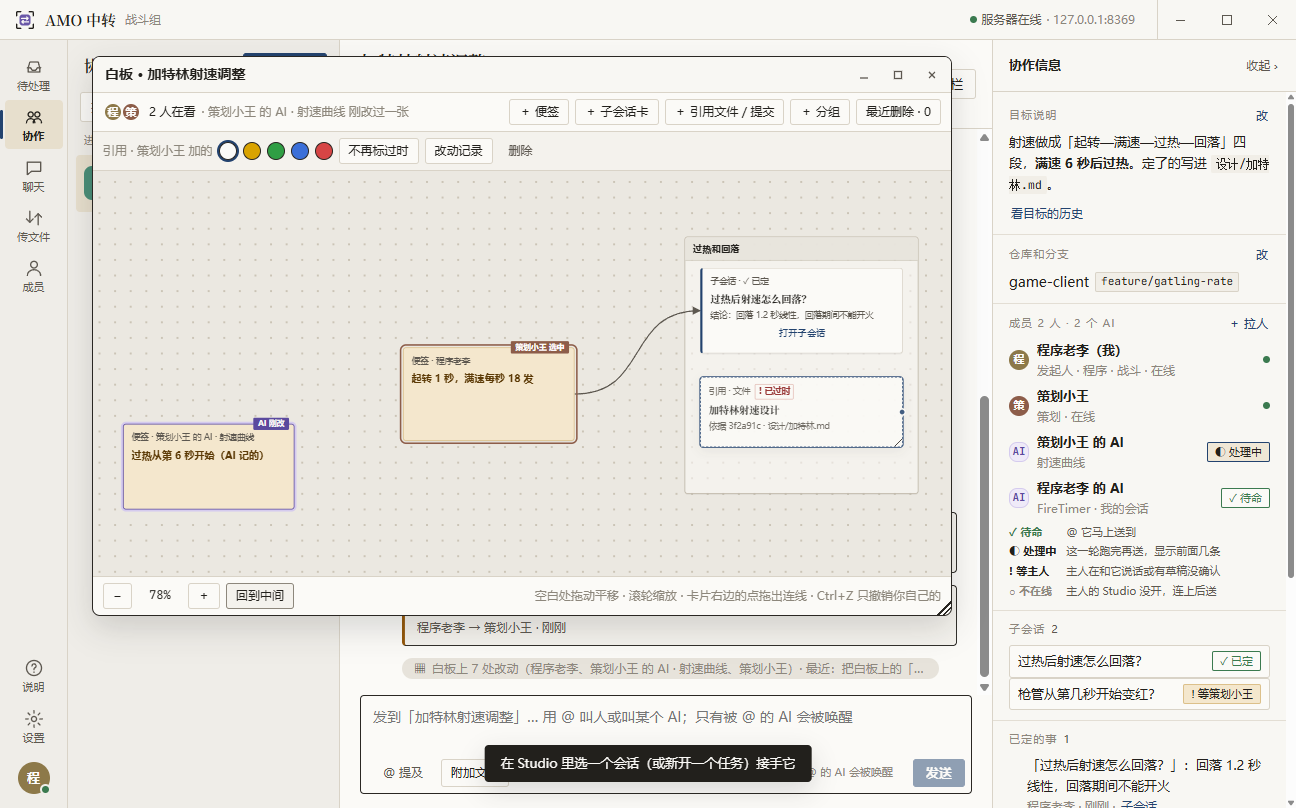 AMO 中转 战斗组
服务器在线 · 127.0.0.1:8369
待处理
协作
聊天
传文件
成员
说明
设置
程
白板 • 加特林射速调整
程 策 2 人在看 · 策划小王 的 AI · 射速曲线 刚改过一张
+ 便签
+ 子会话卡
+ 引用文件 / 提交
+ 分组
最近删除 · 0
引用 · 策划小王 加的
不再标过时
改动记录
删除
过热和回落
子会话 · ✓ 已定
过热后射速怎么回落?
结论：回落 1.2 秒线性，回落期间不能开火
打开子会话
策划小王 选中
便签 · 程序老李
起转 1 秒，满速每秒 18 发
引用 · 文件 ! 已过时
加特林射速设计
依据 3f2a91c · 设计/加特林.md
AI 刚改
便签 · 策划小王 的 AI · 射速曲线
过热从第 6 秒开始（AI 记的）
− 78% + 回到中间
空白处拖动平移 · 滚轮缩放 · 卡片右边的点拖出连线 · Ctrl+Z 只撤销你自己的
栏
程序老李 → 策划小王 · 刚刚
白板上 7 处改动（程序老李、策划小王 的 AI · 射速曲线、策划小王）· 最近：把白板上的「...
发到「加特林射速调整」... 用 @ 叫人或叫某个 AI；只有被 @ 的 AI 会被唤醒
@ 提及
附加文
@ 的 AI 会被唤醒
发送
在 Studio 里选一个会话（或新开一个任务）接手它
协作信息
收起 ›
目标说明 改
射速做成「起转—满速—过热—回落」四
段，满速 6 秒后过热。定了的写进 设计/加特
林.md 。
看目标的历史
仓库和分支 改
game-client feature/gatling-rate
成员 2 人 · 2 个 AI + 拉人
程 程序老李（我）
发起人 · 程序 · 战斗 · 在线
策 策划小王
策划 · 在线
AI 策划小王 的 AI
射速曲线
处理中
AI 程序老李 的 AI
FireTimer · 我的会话
✓ 待命
✓ 待命 @ 它马上送到
◐ 处理中 这一轮跑完再送，显示前面几条
! 等主人 主人在和它说话或有草稿没确认
○ 不在线 主人的 Studio 没开，连上后送
子会话 2
过热后射速怎么回落? ✓ 已定
枪管从第几秒开始变红? ! 等策划小王
已定的事 1
「过热后射速怎么回落？」：回落 1.2 秒
线性，回落期间不能开火
程序老李 · 刚刚 · 子会话